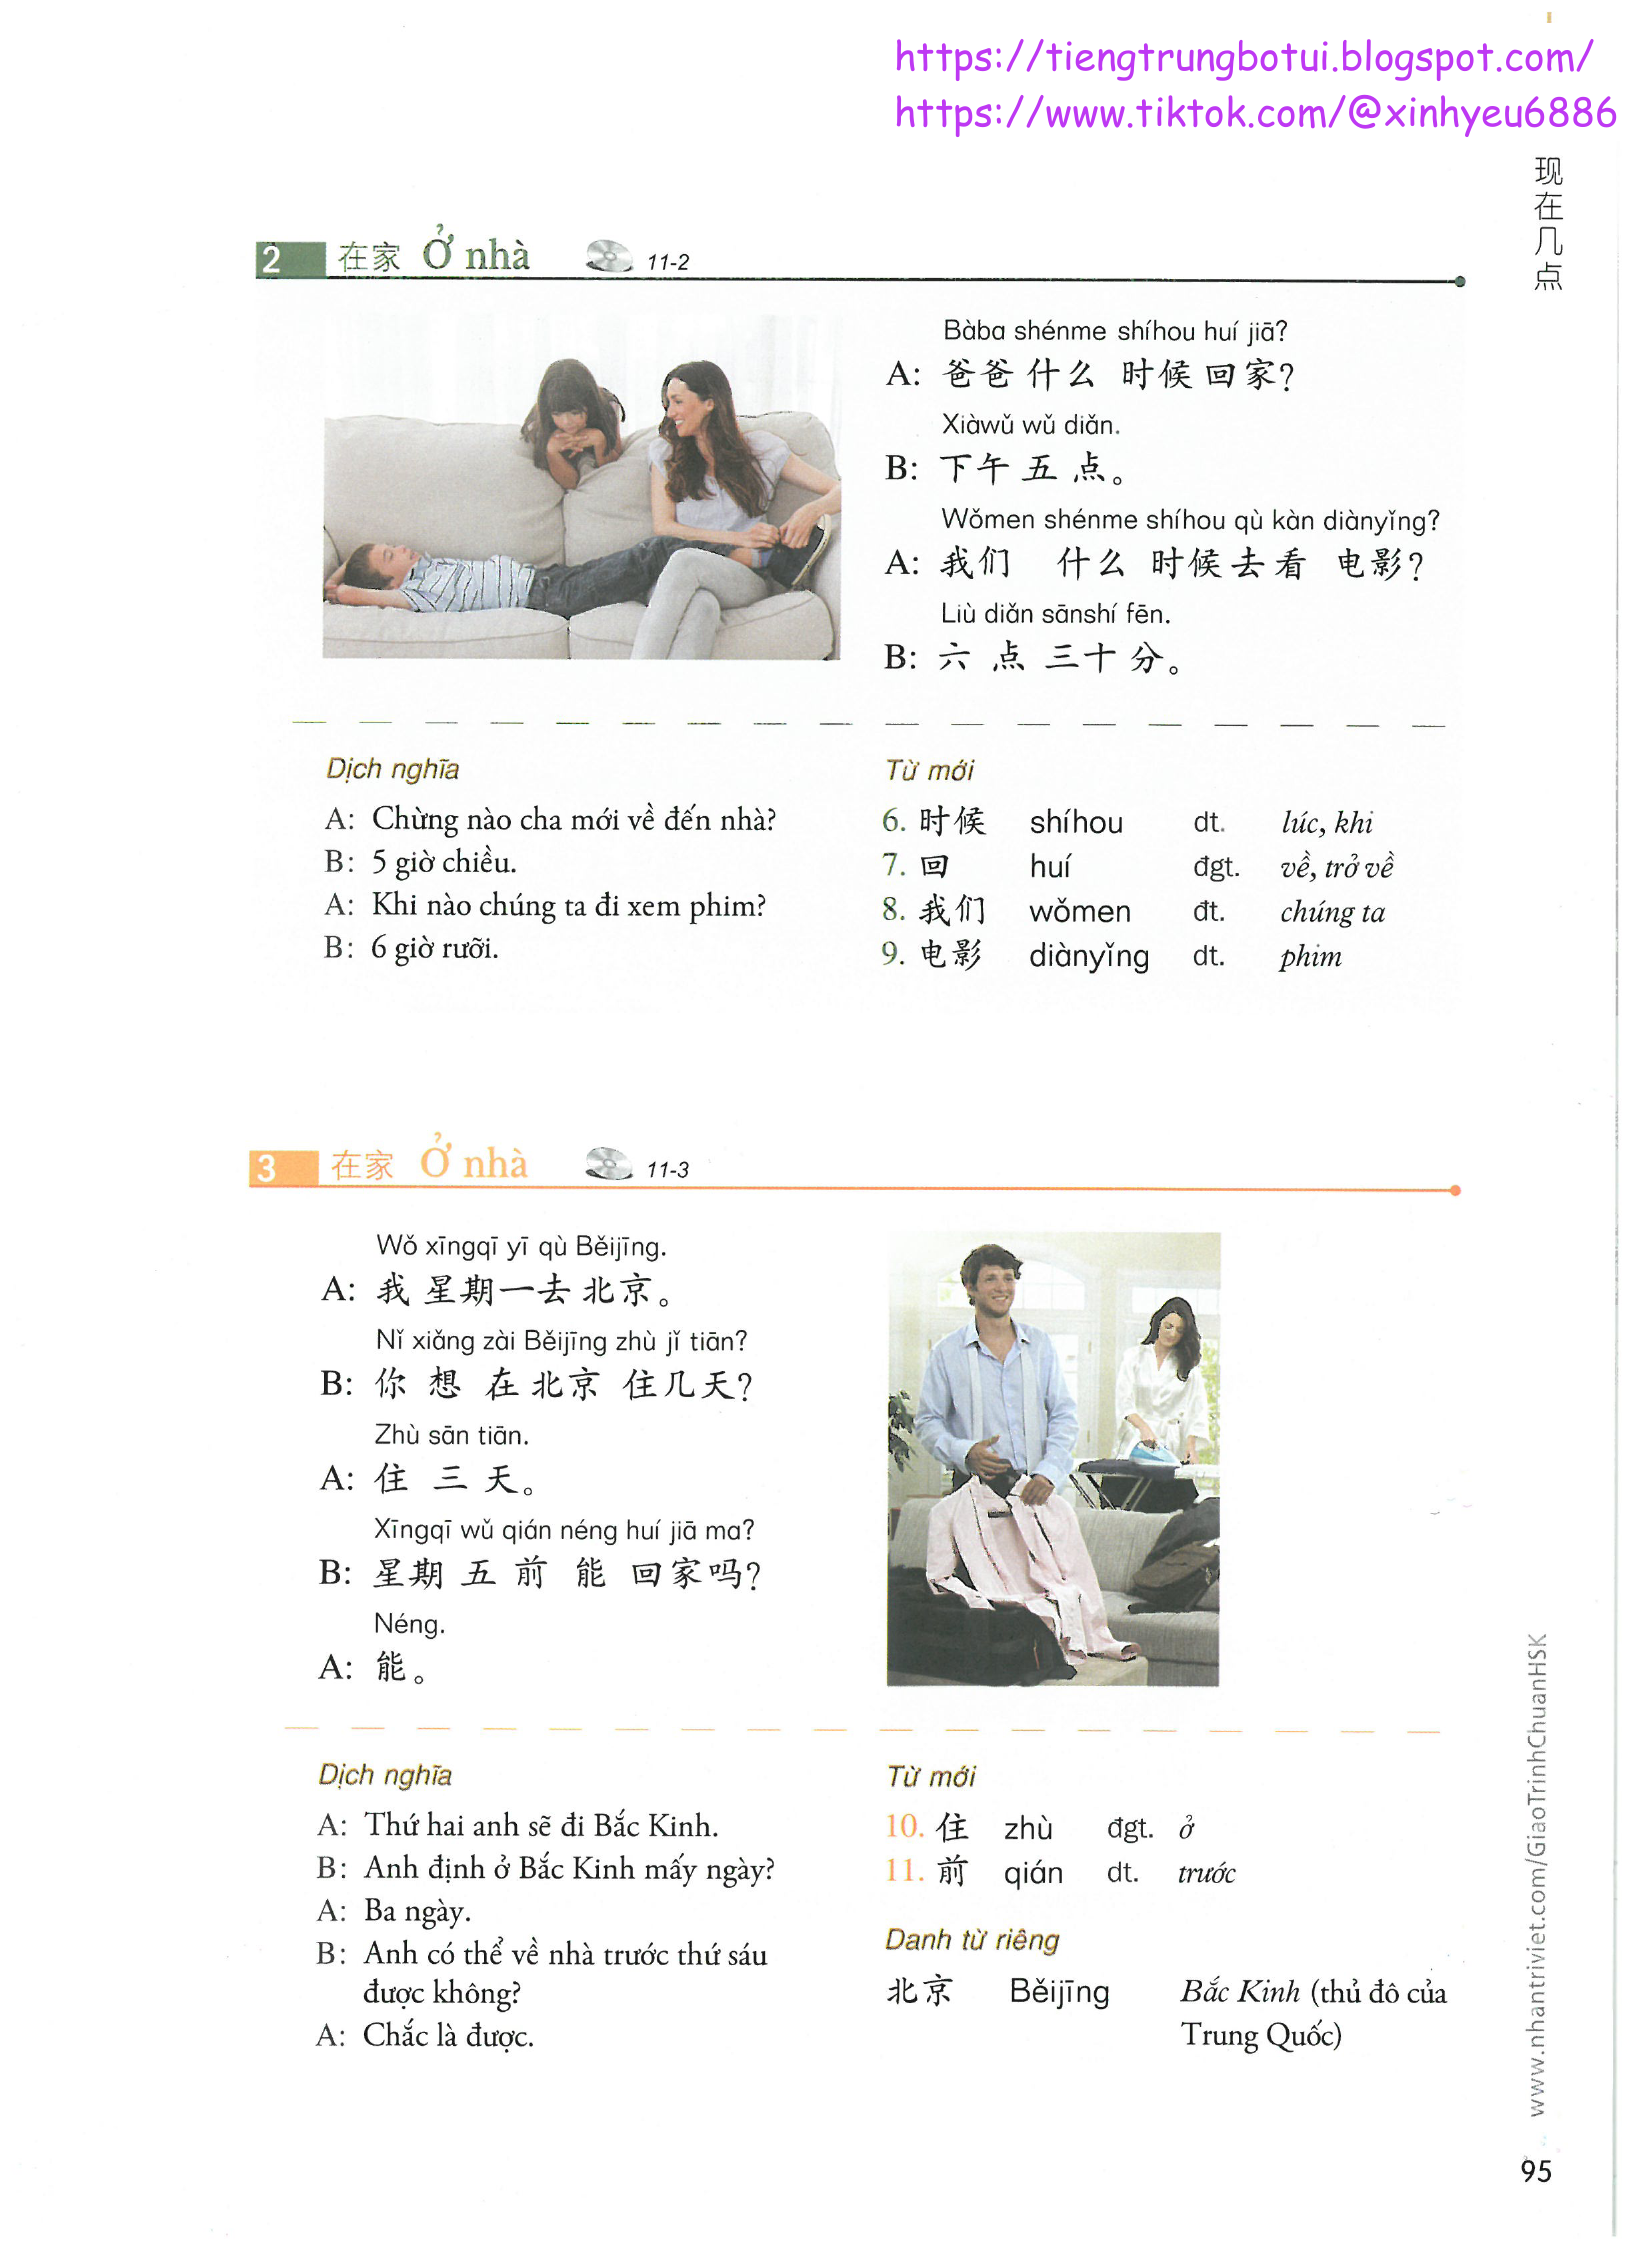 https://tiengtrungbotui.blogspot.com/
https://www.tiktok.com/@xinhyeu6886
现在几点
2 在家 Ở nhà 11-2
Bàba shénme shíhou huí jiā?
A: 爸爸 什么 时候 回 家?
Xiàwǔ wǔ diǎn.
B: 下午 五 点。
Wǒmen shénme shíhou qù kàn diànyǐng?
A: 我们 什么 时候 去 看 电影?
Liù diǎn sānshí fēn.
B: 六 点 三十 分。
Dịch nghĩa
A: Chừng nào cha mới về đến nhà?
B: 5 giờ chiều.
A: Khi nào chúng ta đi xem phim?
B: 6 giờ rưỡi.
Từ mới
6. 时候 shíhou dt. lúc, khi
7. 回 huí đgt. về, trở về
8. 我们 wǒmen đt. chúng ta
9. 电影 diànyǐng dt. phim
3 在家 Ở nhà 11-3
Wǒ xīngqī yī qù Běijīng.
A: 我 星期一去 北京。
Nǐ xiǎng zài Běijīng zhù jǐ tiān?
B: 你 想 在 北京 住几天?
Zhù sān tiān.
A: 住 三 天。
Xīngqī wǔ qián néng huí jiā ma?
B: 星期 五 前 能 回家吗?
Néng.
A: 能。
Dịch nghĩa
A: Thứ hai anh sẽ đi Bắc Kinh.
B: Anh định ở Bắc Kinh mấy ngày?
A: Ba ngày.
B: Anh có thể về nhà trước thứ sáu
được không?
A: Chắc là được.
Từ mới
10. 住 zhù đgt. ở
11. 前 qián dt. trước
Danh từ riêng
北京 Běijīng Bắc Kinh (thủ đô của
Trung Quốc)
www.nhantriviet.com/GiaoTrinhChuanHSK
95